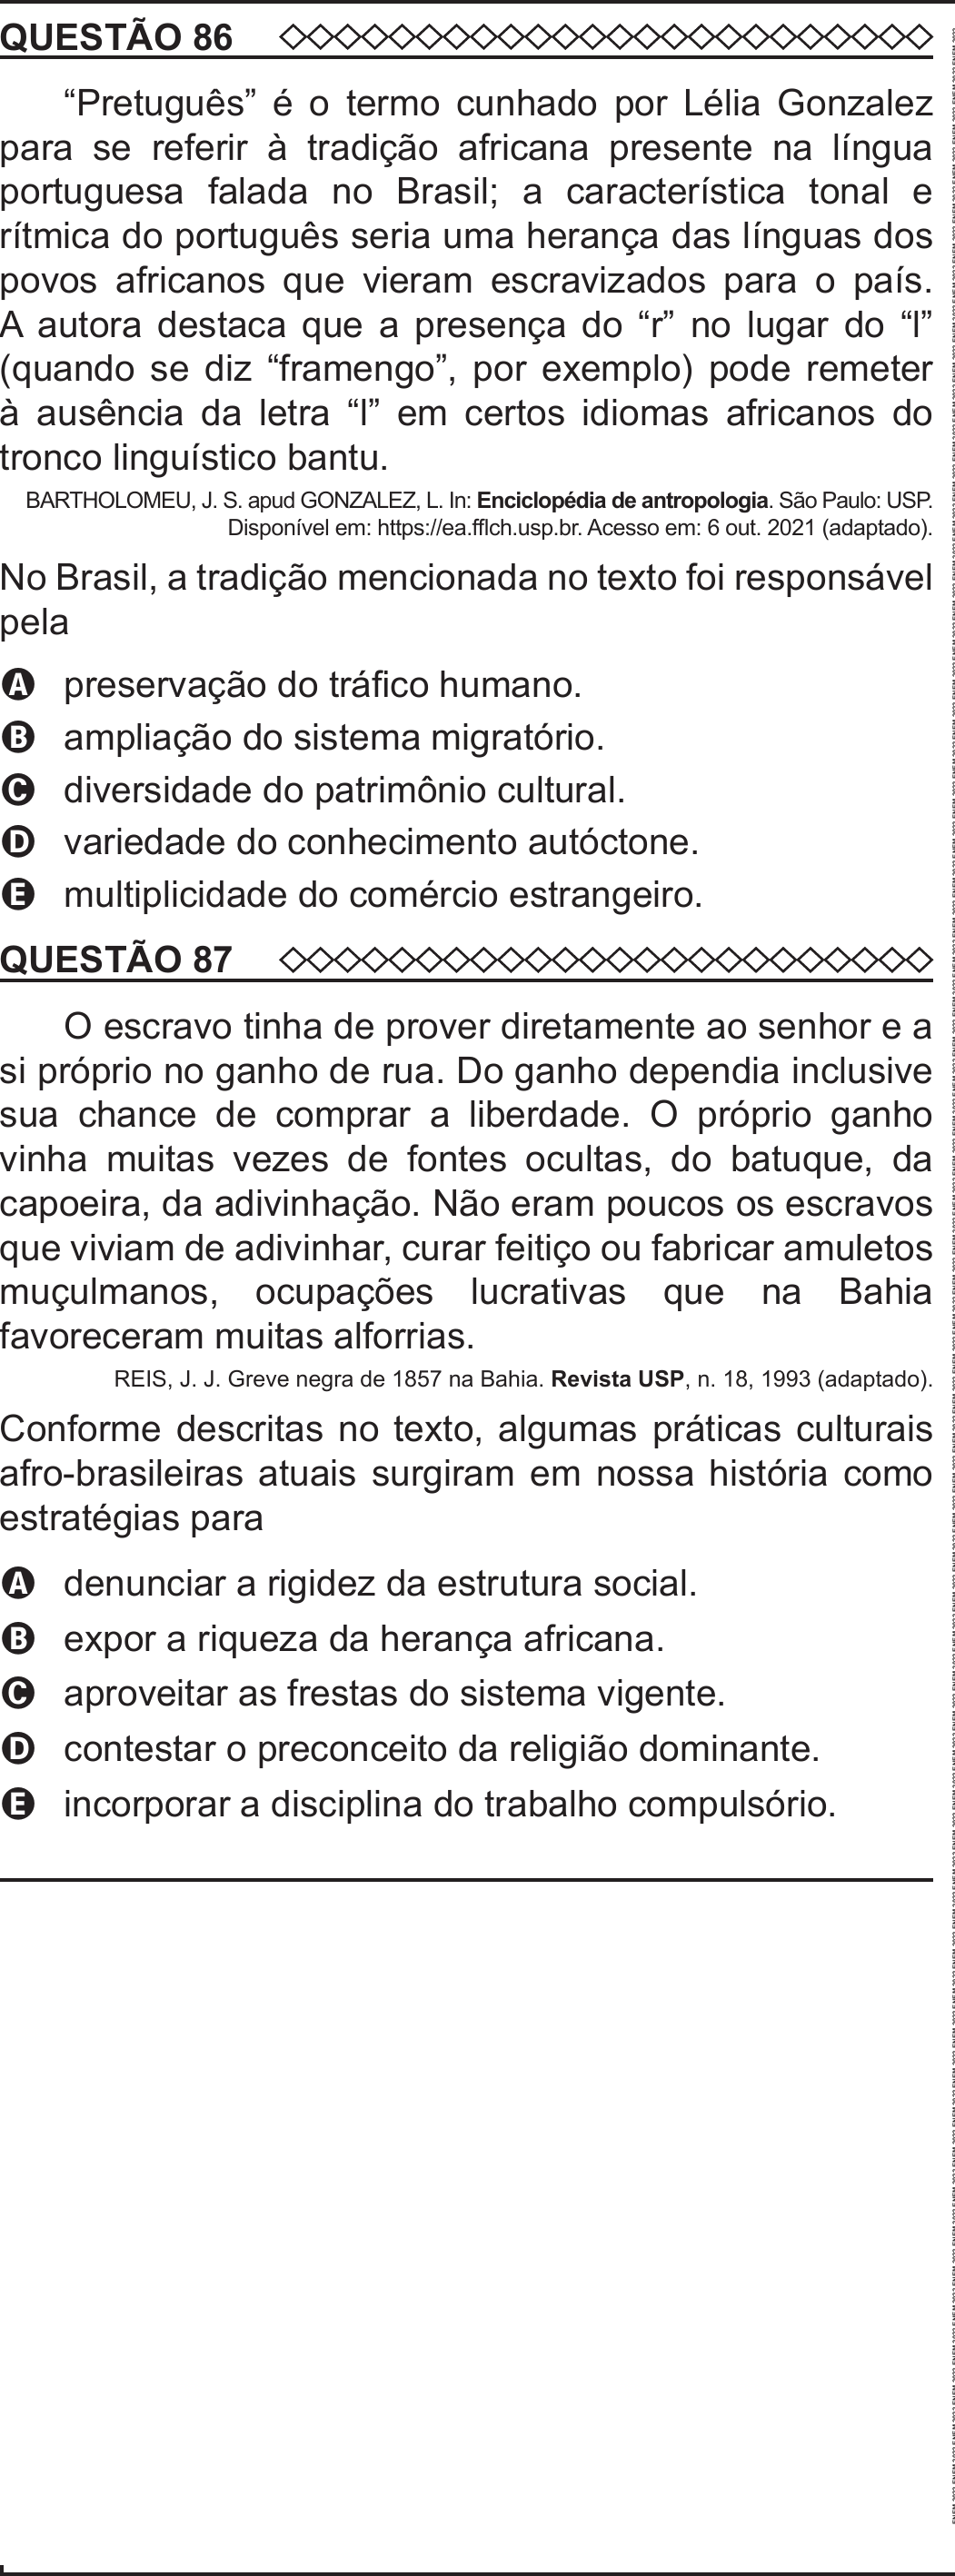 QUESTÃO 86
“Pretuguês” é o termo cunhado por Lélia Gonzalez
para se referir à tradição africana presente na língua
portuguesa falada no Brasil; a característica tonal e
rítmica do português seria uma herança das línguas dos
povos africanos que vieram escravizados para o país.
A autora destaca que a presença do “r” no lugar do “l”
(quando se diz “framengo”, por exemplo) pode remeter
à ausência da letra “l” em certos idiomas africanos do
tronco linguístico bantu.
BARTHOLOMEU, J. S. apud GONZALEZ, L. In: Enciclopédia de antropologia. São Paulo: USP.
Disponível em: https://ea.fflch.usp.br. Acesso em: 6 out. 2021 (adaptado).
No Brasil, a tradição mencionada no texto foi responsável
pela
A preservação do tráfico humano.
B ampliação do sistema migratório.
C diversidade do patrimônio cultural.
D variedade do conhecimento autóctone.
E multiplicidade do comércio estrangeiro.
QUESTÃO 87
O escravo tinha de prover diretamente ao senhor e a
si próprio no ganho de rua. Do ganho dependia inclusive
sua chance de comprar a liberdade. O próprio ganho
vinha muitas vezes de fontes ocultas, do batuque, da
capoeira, da adivinhação. Não eram poucos os escravos
que viviam de adivinhar, curar feitiço ou fabricar amuletos
muçulmanos, ocupações lucrativas que na Bahia
favoreceram muitas alforrias.
REIS, J. J. Greve negra de 1857 na Bahia. Revista USP, n. 18, 1993 (adaptado).
Conforme descritas no texto, algumas práticas culturais
afro-brasileiras atuais surgiram em nossa história como
estratégias para
A denunciar a rigidez da estrutura social.
B expor a riqueza da herança africana.
C aproveitar as frestas do sistema vigente.
D contestar o preconceito da religião dominante.
E incorporar a disciplina do trabalho compulsório.